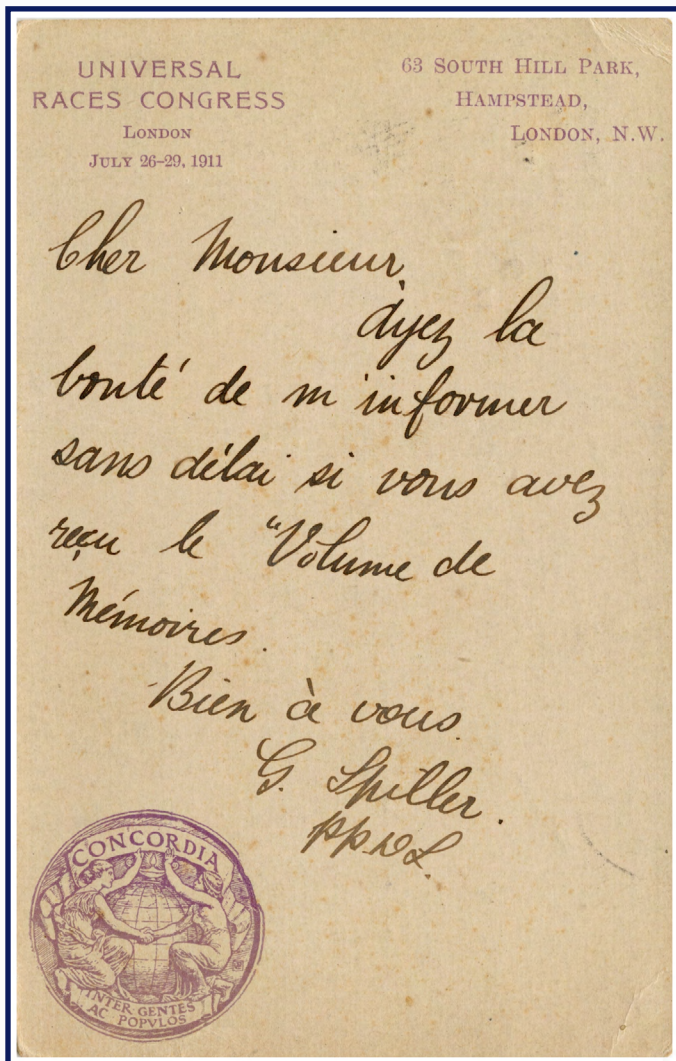 UNIVERSAL
RACES CONGRESS
LONDON
JULY 26–29, 1911
63 SOUTH HILL PARK,
HAMPSTEAD,
LONDON, N.W.
Cher Monsieur,
Ayez la
bonté de m'informer
sans délai si vous avez
reçu le "Volume de
Mémoires.
Bien à vous.
G. Spiller.
pp.
CONCORDIA
INTER GENTES
AC POPVLOS